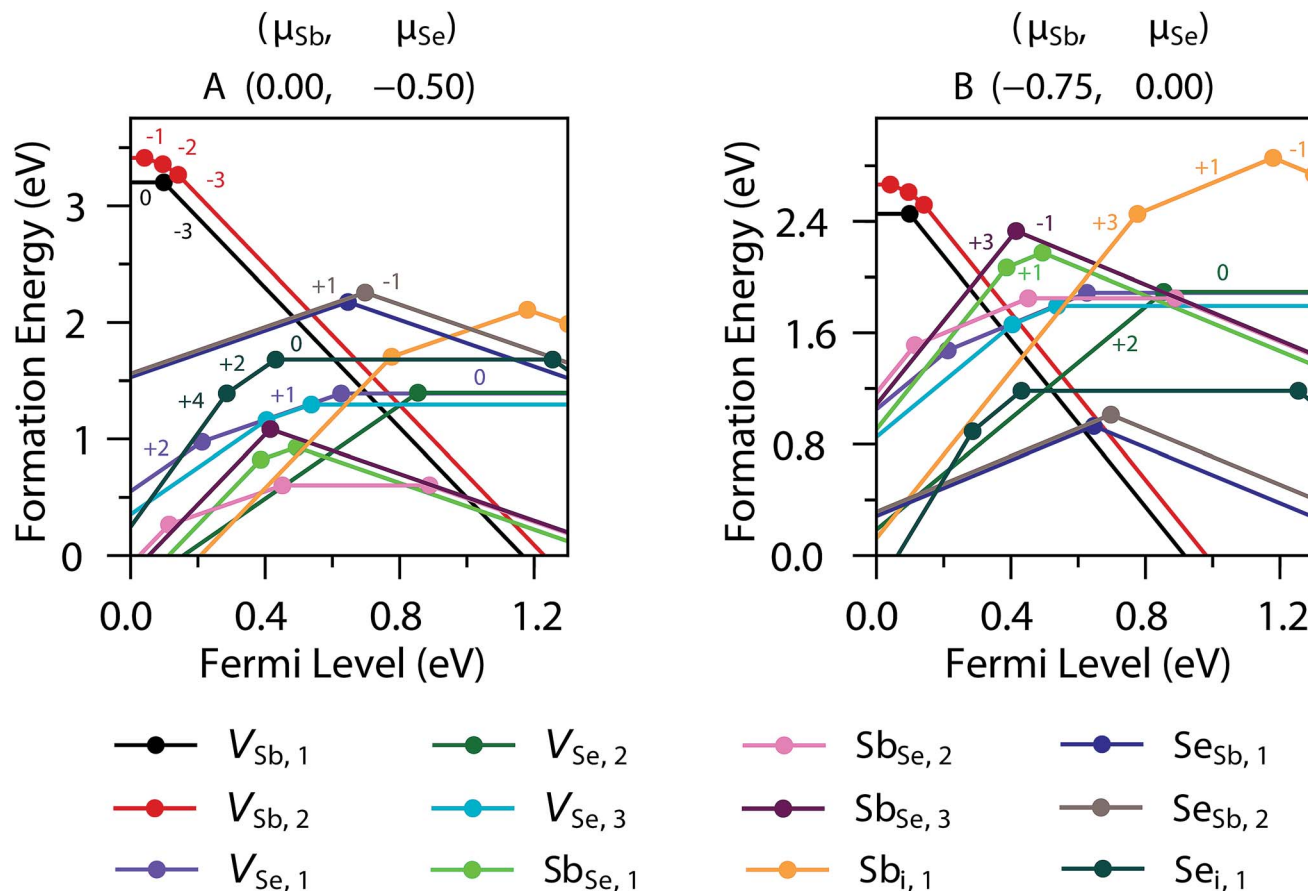 (μSb, μSe)
A (0.00, −0.50)
(μSb, μSe)
B (−0.75, 0.00)
Formation Energy (eV)
3
2
1
0
-1
-2
-3
0
-3
+1
-1
+2
0
+4
+1
0
+2
0.0 0.4 0.8 1.2
Fermi Level (eV)
Formation Energy (eV)
2.4
1.6
0.8
0.0
+1
-1
+3
+3
-1
+1
0
+2
0.0 0.4 0.8 1.2
Fermi Level (eV)
VSb, 1
VSe, 2
SbSe, 2
SeSb, 1
VSb, 2
VSe, 3
SbSe, 3
SeSb, 2
VSe, 1
SbSe, 1
Sbi, 1
Sei, 1